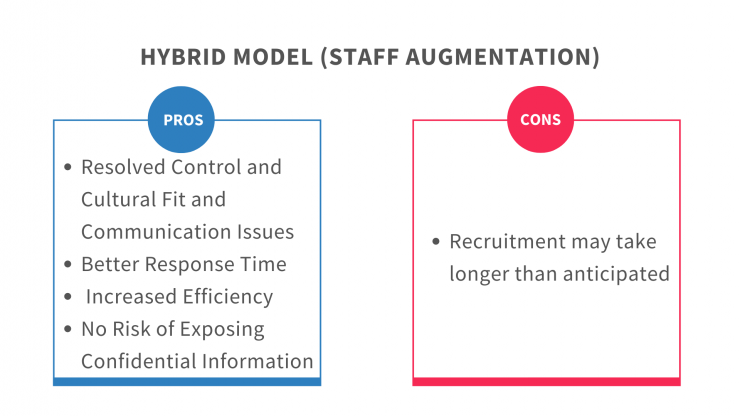 HYBRID MODEL (STAFF AUGMENTATION)
PROS
• Resolved Control and
Cultural Fit and
Communication Issues
• Better Response Time
• Increased Efficiency
• No Risk of Exposing
Confidential Information
CONS
• Recruitment may take
longer than anticipated